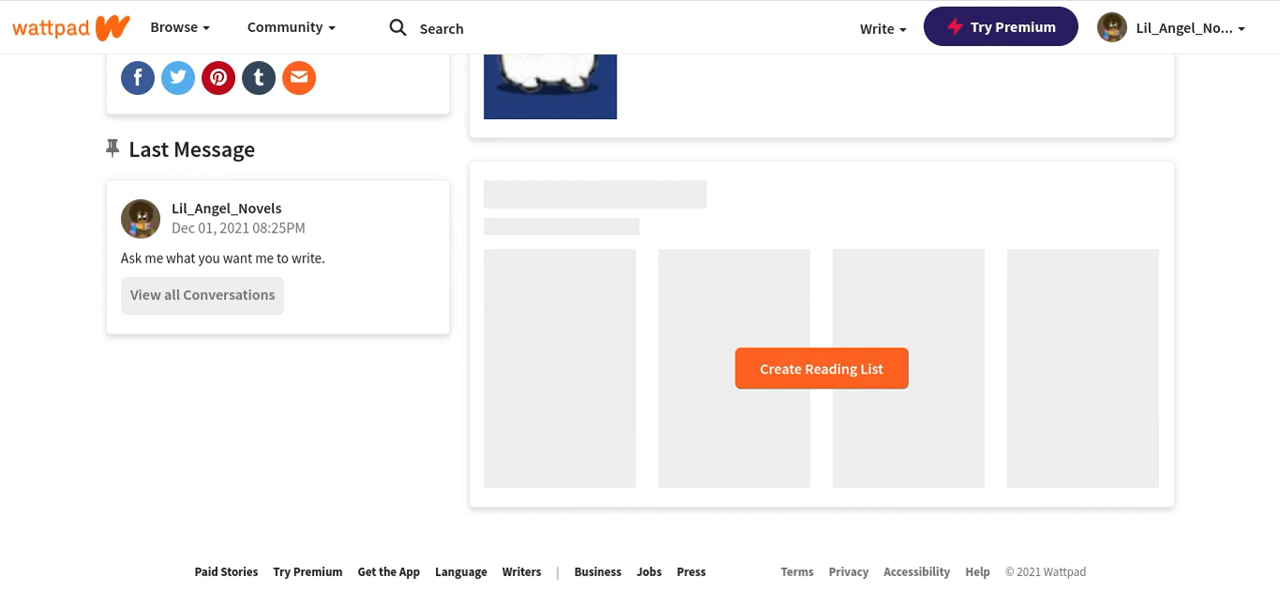 wattpad
Browse
Community
Search
Write
Try Premium
Lil_Angel_No...
Last Message
Lil_Angel_Novels
Dec 01, 2021 08:25PM
Ask me what you want me to write.
View all Conversations
Create Reading List
Paid Stories Try Premium Get the App Language Writers | Business Jobs Press Terms Privacy Accessibility Help © 2021 Wattpad